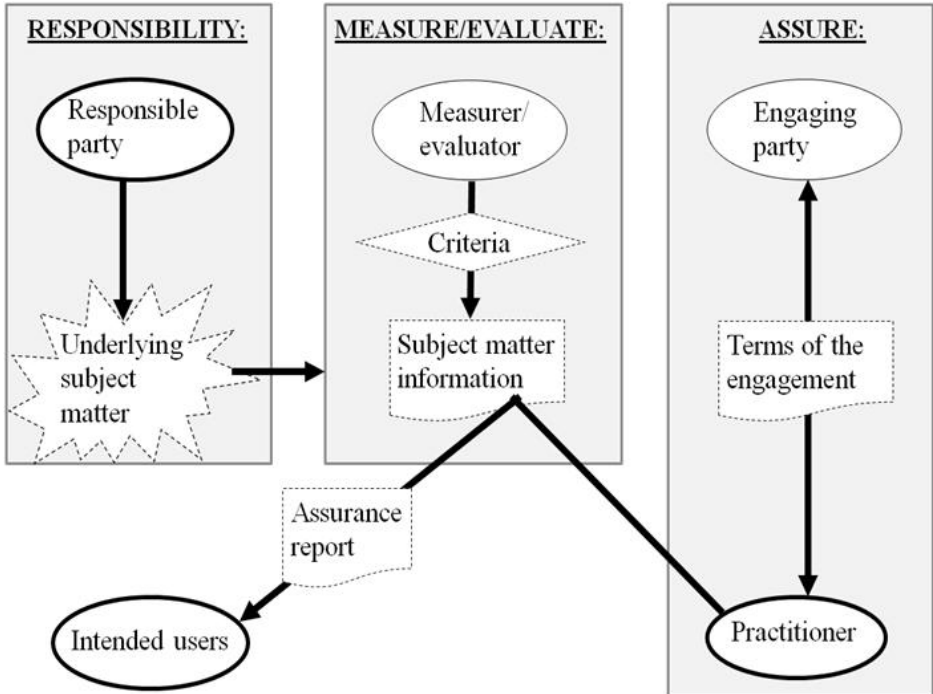 RESPONSIBILITY:
Responsible
party
Underlying
subject
matter
MEASURE/EVALUATE:
Measurer/
evaluator
Criteria
Subject matter
information
ASSURE:
Engaging
party
Terms of the
engagement
Assurance
report
Intended users
Practitioner